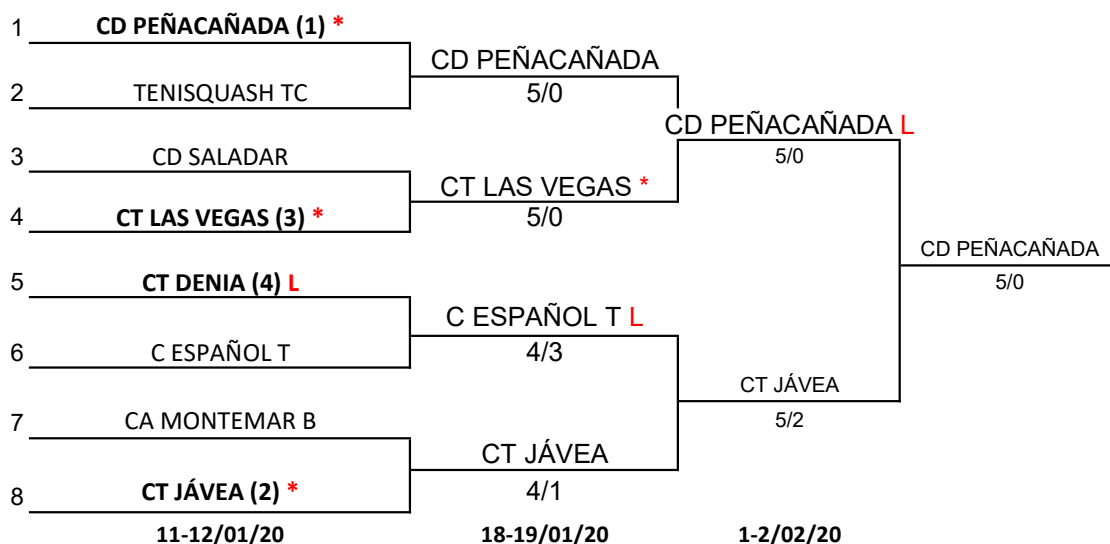 1 CD PEÑACAÑADA (1) *
CD PEÑACAÑADA
5/0
2 TENISQUASH TC
CD PEÑACAÑADA L
5/0
3 CD SALADAR
CT LAS VEGAS *
5/0
4 CT LAS VEGAS (3) *
CD PEÑACAÑADA
5/0
5 CT DENIA (4) L
C ESPAÑOL T L
4/3
6 C ESPAÑOL T
CT JÁVEA
5/2
7 CA MONTEMAR B
CT JÁVEA
4/1
8 CT JÁVEA (2) *
11-12/01/20 18-19/01/20 1-2/02/20